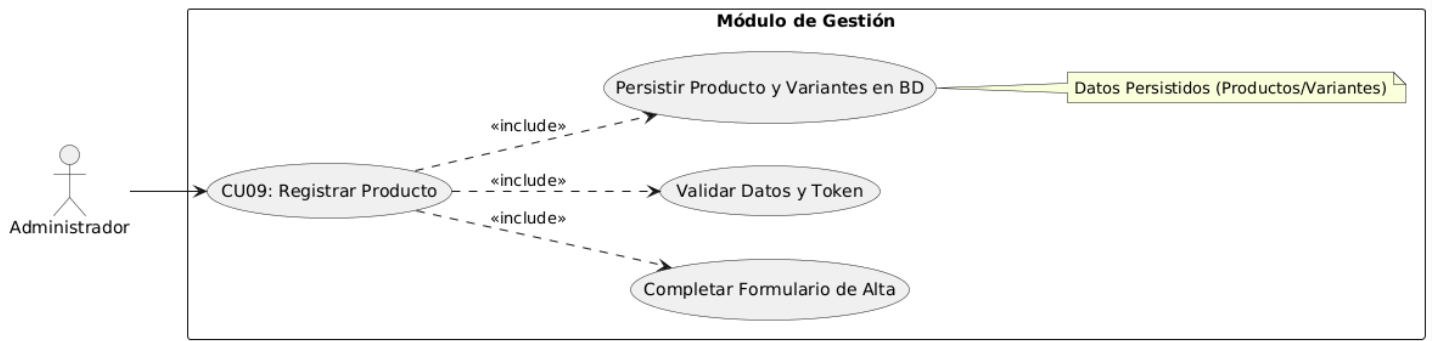 Módulo de Gestión
Persistir Producto y Variantes en BD
Datos Persistidos (Productos/Variantes)
«include»
Administrador
CU09: Registrar Producto
«include»
Validar Datos y Token
«include»
Completar Formulario de Alta